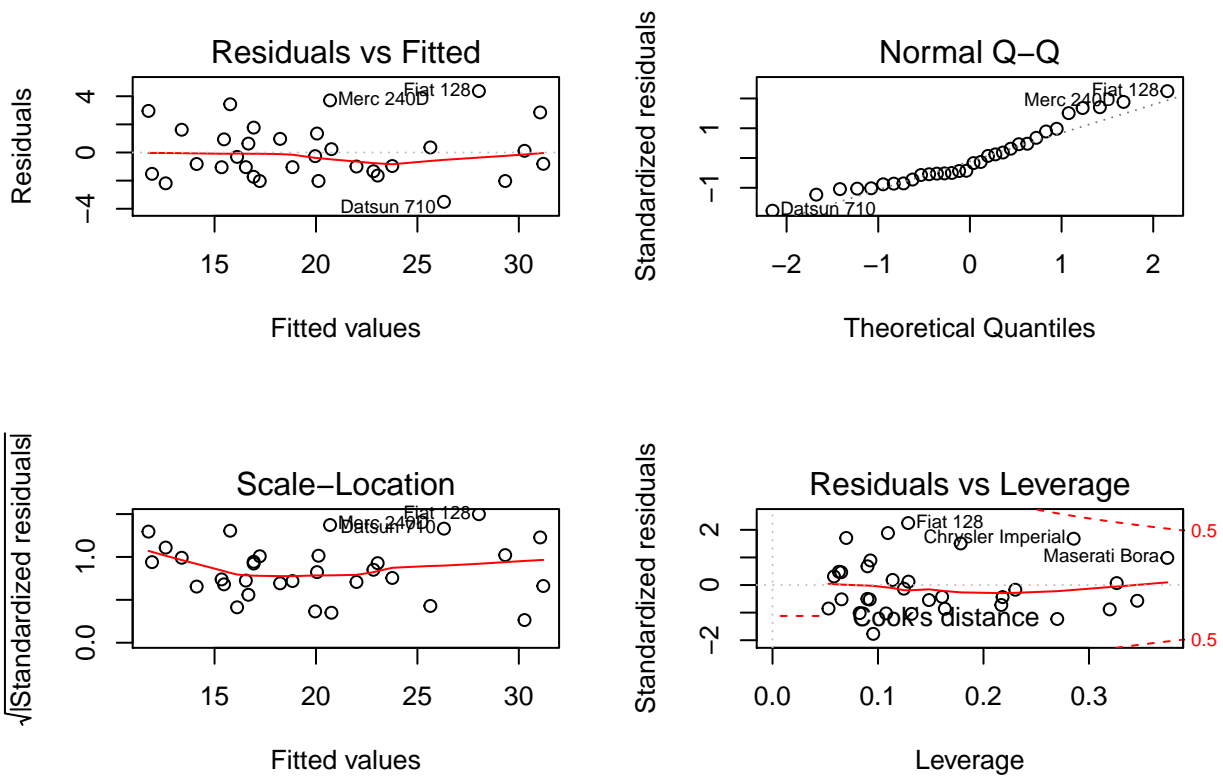 Residuals vs Fitted
Residuals
4
0
−4
Fiat 128
Merc 240D
Datsun 710
15 20 25 30
Fitted values
Normal Q−Q
Standardized residuals
1
−1
Fiat 128
Merc 240D
Datsun 710
−2 −1 0 1 2
Theoretical Quantiles
Scale−Location
√|Standardized residuals|
1.0
0.0
Fiat 128
Merc 240D
Datsun 710
15 20 25 30
Fitted values
Residuals vs Leverage
Standardized residuals
2
0
−2
Fiat 128
Chrysler Imperial
Maserati Bora
0.5
0.5
Cook's distance
0.0 0.1 0.2 0.3
Leverage